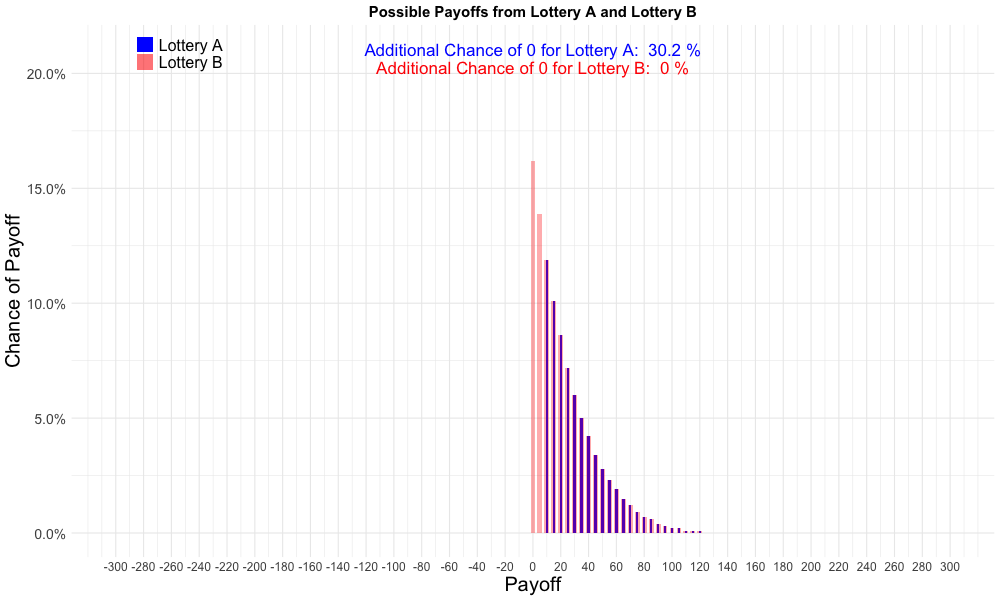 Possible Payoffs from Lottery A and Lottery B
Lottery A
Lottery B
Additional Chance of 0 for Lottery A:  30.2 %
Additional Chance of 0 for Lottery B:  0 %
Chance of Payoff
20.0%
15.0%
10.0%
5.0%
0.0%
-300 -280 -260 -240 -220 -200 -180 -160 -140 -120 -100 -80 -60 -40 -20 0 20 40 60 80 100 120 140 160 180 200 220 240 260 280 300
Payoff